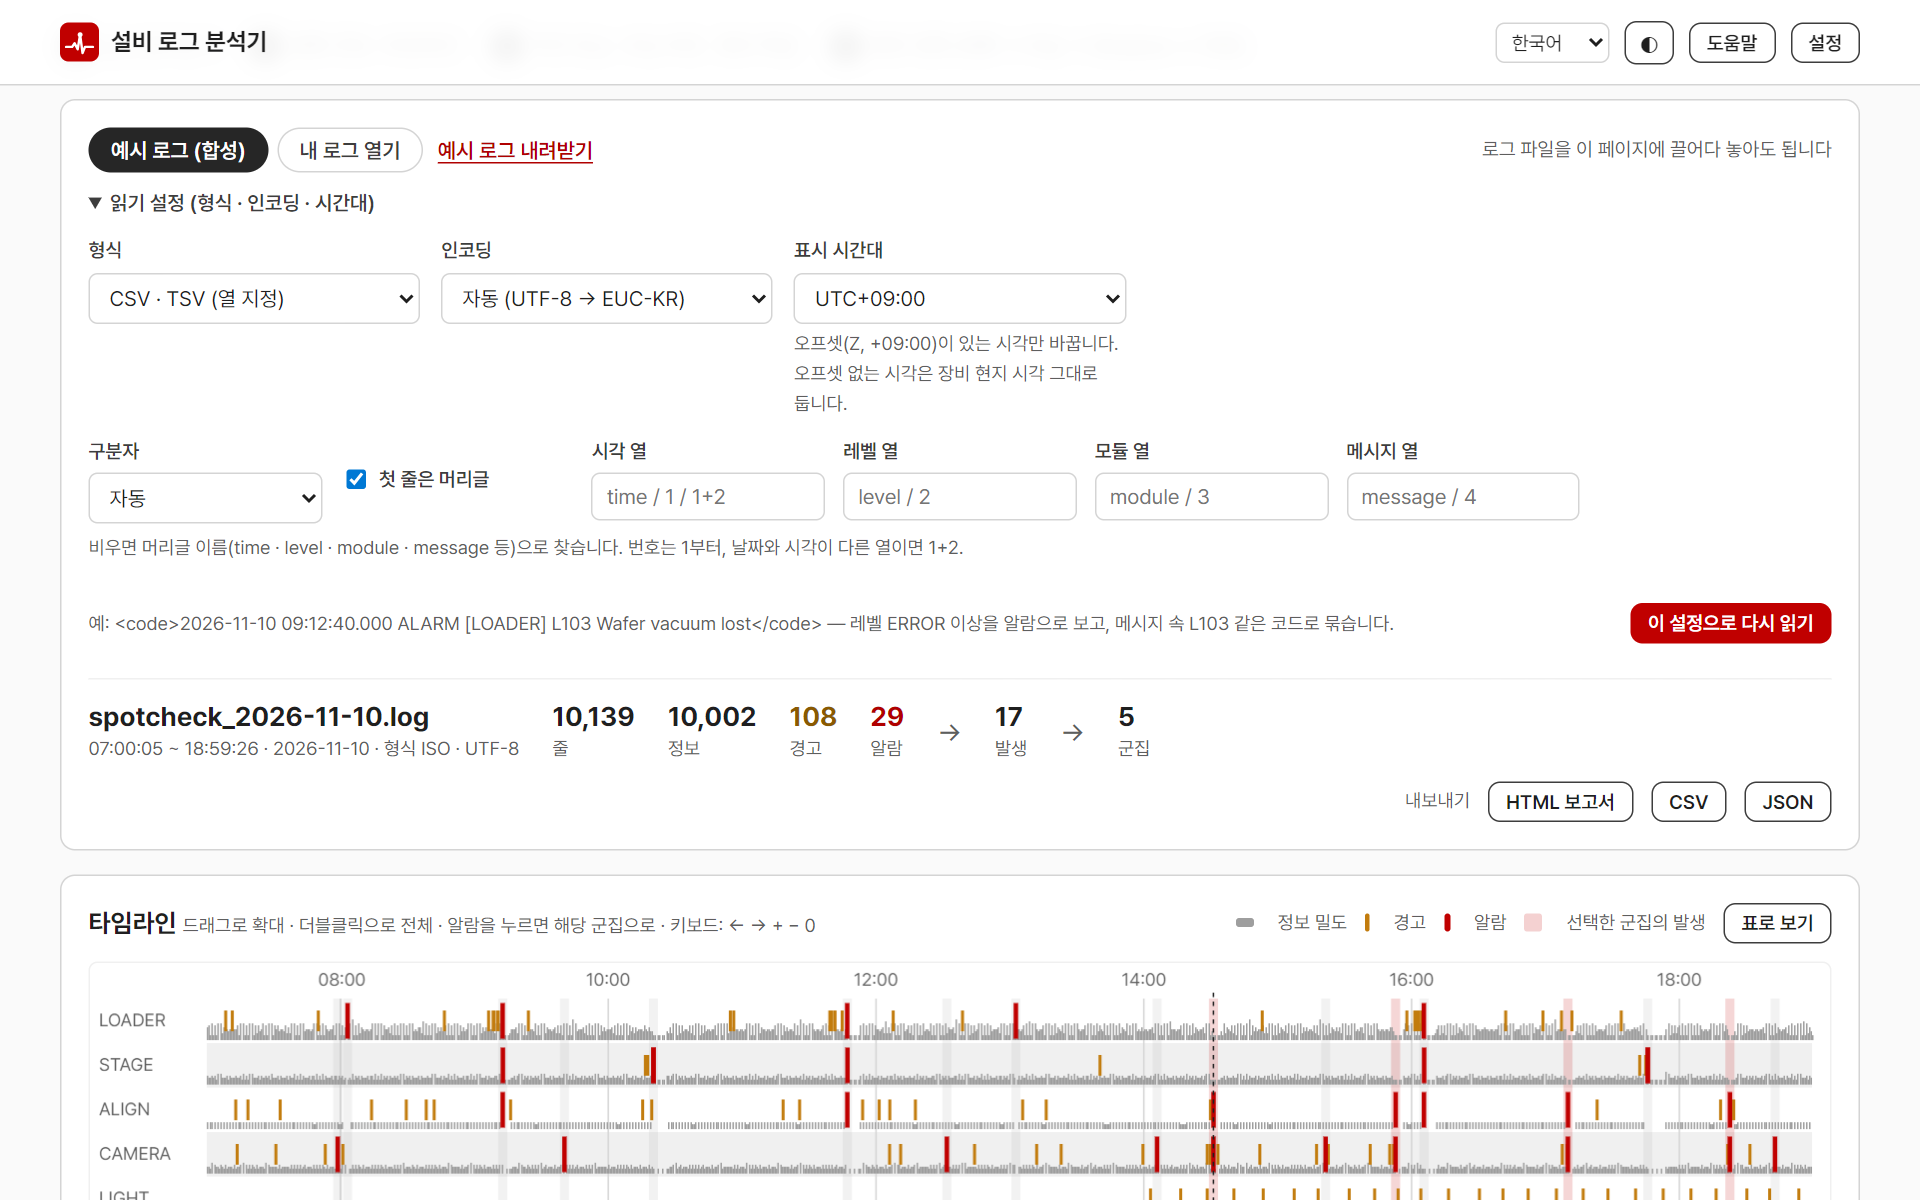 설비 로그 분석기
한국어
도움말
설정
예시 로그 (합성)
내 로그 열기
예시 로그 내려받기
로그 파일을 이 페이지에 끌어다 놓아도 됩니다
▼ 읽기 설정 (형식 · 인코딩 · 시간대)
형식
인코딩
표시 시간대
CSV · TSV (열 지정)
자동 (UTF-8 → EUC-KR)
UTC+09:00
오프셋(Z, +09:00)이 있는 시각만 바꿉니다.
오프셋 없는 시각은 장비 현지 시각 그대로
둡니다.
구분자
시각 열
레벨 열
모듈 열
메시지 열
자동
첫 줄은 머리글
time / 1 / 1+2
level / 2
module / 3
message / 4
비우면 머리글 이름(time · level · module · message 등)으로 찾습니다. 번호는 1부터, 날짜와 시각이 다른 열이면 1+2.
예: <code>2026-11-10 09:12:40.000 ALARM [LOADER] L103 Wafer vacuum lost</code> — 레벨 ERROR 이상을 알람으로 보고, 메시지 속 L103 같은 코드로 묶습니다.
이 설정으로 다시 읽기
spotcheck_2026-11-10.log
07:00:05 ~ 18:59:26 · 2026-11-10 · 형식 ISO · UTF-8
10,139
줄
10,002
정보
108
경고
29
알람
→
17
발생
→
5
군집
내보내기
HTML 보고서
CSV
JSON
타임라인 드래그로 확대 · 더블클릭으로 전체 · 알람을 누르면 해당 군집으로 · 키보드: ← → + − 0
정보 밀도
경고
알람
선택한 군집의 발생
표로 보기
08:00
10:00
12:00
14:00
16:00
18:00
LOADER
STAGE
ALIGN
CAMERA
LIGHT